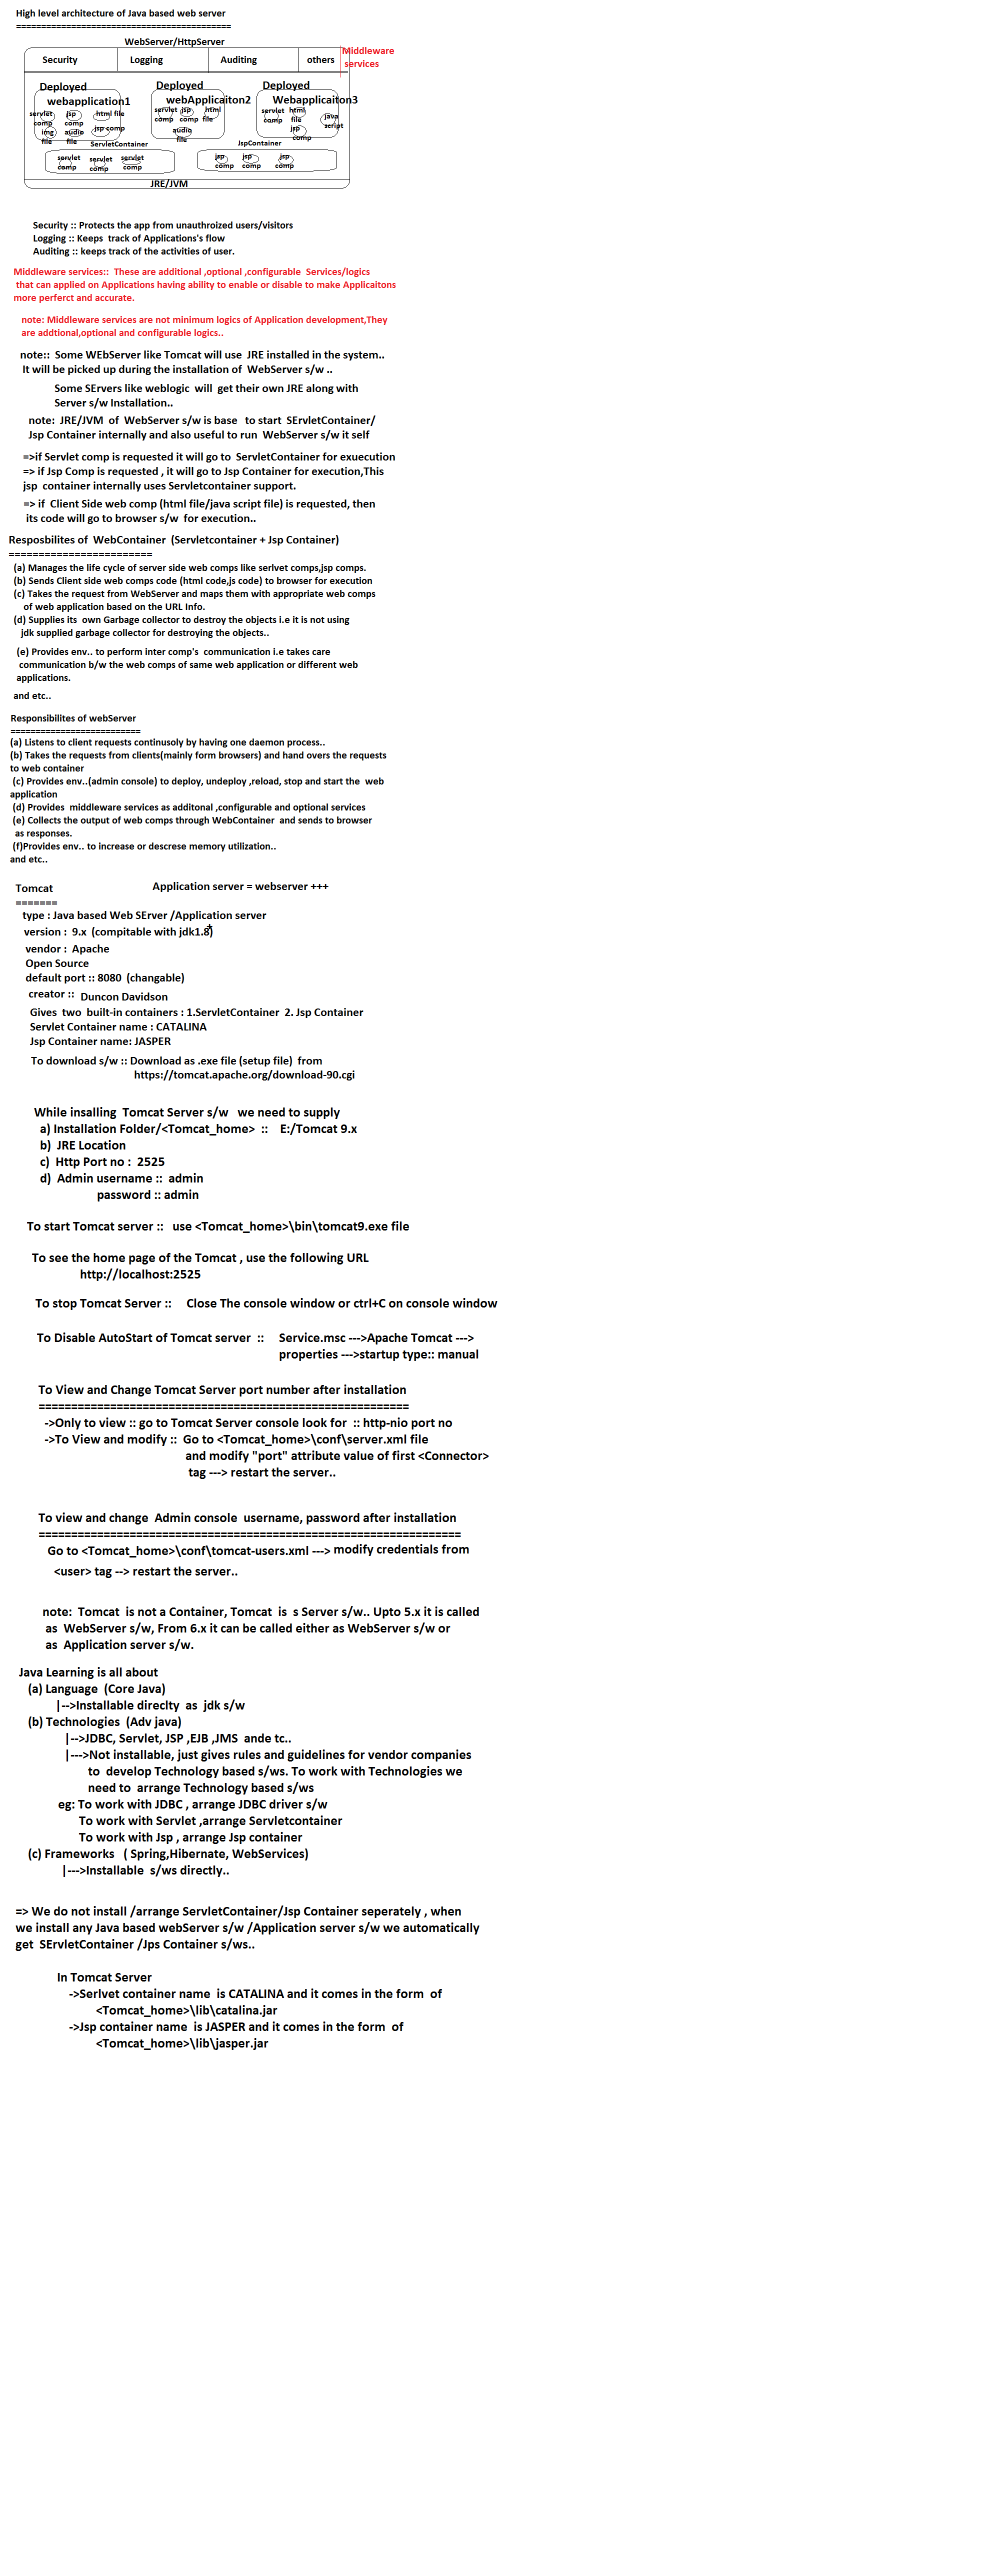 High level architecture of Java based web server
===========================================
WebServer/HttpServer
Security Logging Auditing others
Middleware
services
Deployed Deployed Deployed
webapplication1 webApplicaiton2 Webapplicaiton3
servlet jsp html file servlet jsp html servlet html java
comp comp comp comp file comp file script
img audio jsp comp audio jsp
file file file comp
ServletContainer JspContainer
servlet servlet servlet jsp jsp jsp
comp comp comp comp comp comp
JRE/JVM
Security :: Protects the app from unauthroized users/visitors
Logging :: Keeps track of Applications's flow
Auditing :: keeps track of the activities of user.
Middleware services:: These are additional ,optional ,configurable Services/logics
that can applied on Applications having ability to enable or disable to make Applicaitons
more perferct and accurate.
note: Middleware services are not minimum logics of Application development,They
are addtional,optional and configurable logics..
note:: Some WEbServer like Tomcat will use JRE installed in the system..
It will be picked up during the installation of WebServer s/w ..
Some SErvers like weblogic will get their own JRE along with
Server s/w Installation..
note: JRE/JVM of WebServer s/w is base to start SErvletContainer/
Jsp Container internally and also useful to run WebServer s/w it self
=>if Servlet comp is requested it will go to ServletContainer for exuecution
=> if Jsp Comp is requested , it will go to Jsp Container for execution,This
jsp container internally uses Servletcontainer support.
=> if Client Side web comp (html file/java script file) is requested, then
its code will go to browser s/w for execution..
Resposbilites of WebContainer (Servletcontainer + Jsp Container)
=========================
(a) Manages the life cycle of server side web comps like serlvet comps,jsp comps.
(b) Sends Client side web comps code (html code,js code) to browser for execution
(c) Takes the request from WebServer and maps them with appropriate web comps
of web application based on the URL Info.
(d) Supplies its own Garbage collector to destroy the objects i.e it is not using
jdk supplied garbage collector for destroying the objects..
(e) Provides env.. to perform inter comp's communication i.e takes care
communication b/w the web comps of same web application or different web
applications.
and etc..
Responsibilites of webServer
==========================
(a) Listens to client requests continusoly by having one daemon process..
(b) Takes the requests from clients(mainly form browsers) and hand overs the requests
to web container
(c) Provides env..(admin console) to deploy, undeploy ,reload, stop and start the web
application
(d) Provides middleware services as additonal ,configurable and optional services
(e) Collects the output of web comps through WebContainer and sends to browser
as responses.
(f)Provides env.. to increase or descrese memory utilization..
and etc..
Tomcat Application server = webserver +++
=======
type : Java based Web SErver /Application server
version : 9.x (compitable with jdk1.8+)
vendor : Apache
Open Source
default port :: 8080 (changable)
creator :: Duncon Davidson
Gives two built-in containers : 1.ServletContainer 2. Jsp Container
Servlet Container name : CATALINA
Jsp Container name: JASPER
To download s/w :: Download as .exe file (setup file) from
https://tomcat.apache.org/download-90.cgi
While insalling Tomcat Server s/w we need to supply
a) Installation Folder/<Tomcat_home> :: E:/Tomcat 9.x
b) JRE Location
c) Http Port no : 2525
d) Admin username :: admin
password :: admin
To start Tomcat server :: use <Tomcat_home>\bin\tomcat9.exe file
To see the home page of the Tomcat , use the following URL
http://localhost:2525
To stop Tomcat Server :: Close The console window or ctrl+C on console window
To Disable AutoStart of Tomcat server :: Service.msc --->Apache Tomcat --->
properties --->startup type:: manual
To View and Change Tomcat Server port number after installation
=========================================================
->Only to view :: go to Tomcat Server console look for :: http-nio port no
->To View and modify :: Go to <Tomcat_home>\conf\server.xml file
and modify "port" attribute value of first <Connector>
tag ---> restart the server..
To view and change Admin console username, password after installation
=================================================================
Go to <Tomcat_home>\conf\tomcat-users.xml ---> modify credentials from
<user> tag --> restart the server..
note: Tomcat is not a Container, Tomcat is s Server s/w.. Upto 5.x it is called
as WebServer s/w, From 6.x it can be called either as WebServer s/w or
as Application server s/w.
Java Learning is all about
(a) Language (Core Java)
|-->Installable direclty as jdk s/w
(b) Technologies (Adv java)
|-->JDBC, Servlet, JSP ,EJB ,JMS ande tc..
|--->Not installable, just gives rules and guidelines for vendor companies
to develop Technology based s/ws. To work with Technologies we
need to arrange Technology based s/ws
eg: To work with JDBC , arrange JDBC driver s/w
To work with Servlet ,arrange Servletcontainer
To work with Jsp , arrange Jsp container
(c) Frameworks ( Spring,Hibernate, WebServices)
|--->Installable s/ws directly..
=> We do not install /arrange ServletContainer/Jsp Container seperately , when
we install any Java based webServer s/w /Application server s/w we automatically
get SErvletContainer /Jps Container s/ws..
In Tomcat Server
->Serlvet container name is CATALINA and it comes in the form of
<Tomcat_home>\lib\catalina.jar
->Jsp container name is JASPER and it comes in the form of
<Tomcat_home>\lib\jasper.jar